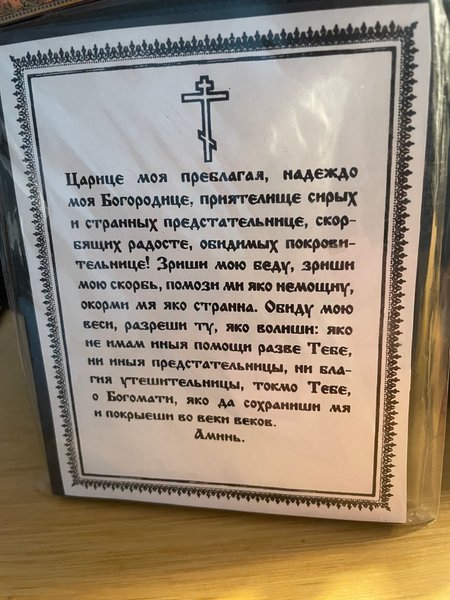 Царице моя преблагая, надеждо
моя Богородице, приятелище сирых
и странных предстательнице, скор-
бящих радосте, обидимых покрови-
тельнице! Зриши мою беду, зриши
мою скорбь, помози ми яко немощну,
окорми мя яко странна. Обиду мою
веси, разреши ту, яко волиши: яко
не имам иныя помощи разве Тебе,
ни иныя предстательницы, ни бла-
гия утешительницы, токмо Тебе,
о Богомати, яко да сохраниши мя
и покрыеши во веки веков.
Аминь.